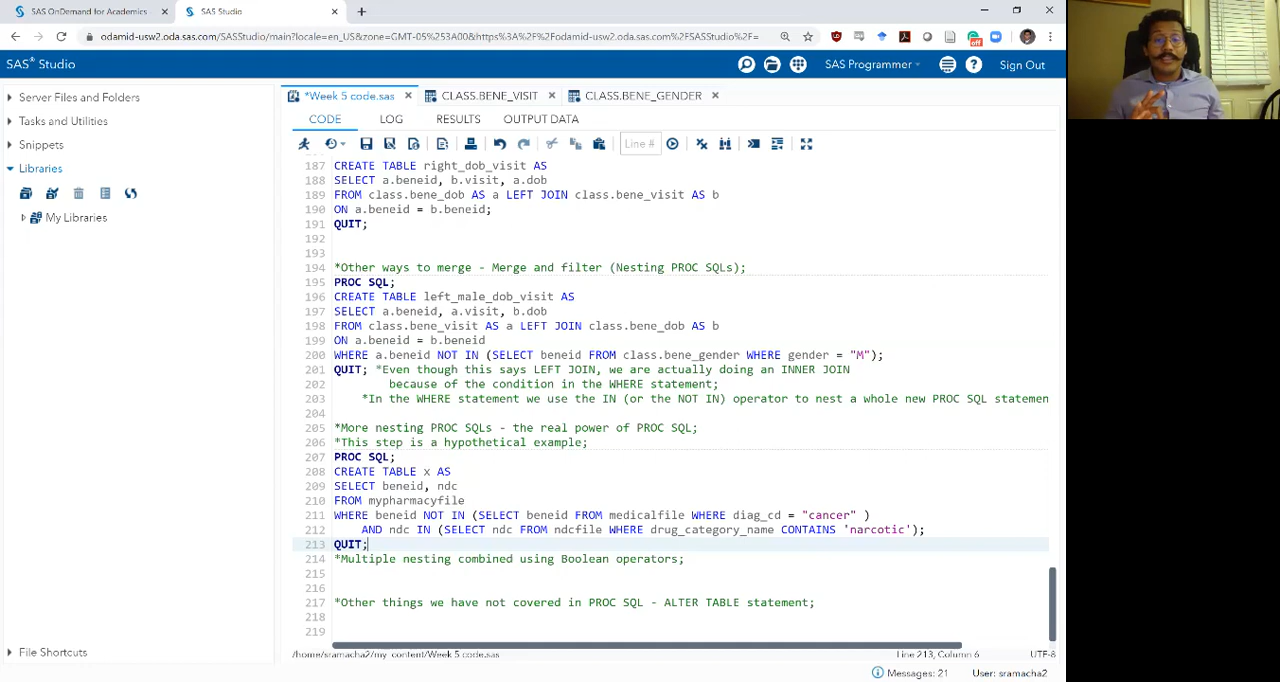 SAS OnDemand for Academics
SAS Studio
odamid-usw2.oda.sas.com/SASStudio/main?locale=en_US&zone=GMT-05%253A00&https%3A%2F%2Fodamid-usw2.oda.sas.com%2FSASStudio%2F=
off
SAS® Studio
SAS Programmer
Sign Out
Server Files and Folders
Tasks and Utilities
Snippets
Libraries
My Libraries
File Shortcuts
*Week 5 code.sas
CLASS.BENE_VISIT
CLASS.BENE_GENDER
CODE
LOG
RESULTS
OUTPUT DATA
Line #
187 CREATE TABLE right_dob_visit AS
188 SELECT a.beneid, b.visit, a.dob
189 FROM class.bene_dob AS a LEFT JOIN class.bene_visit AS b
190 ON a.beneid = b.beneid;
191 QUIT;
192
193
194 *Other ways to merge - Merge and filter (Nesting PROC SQLs);
195 PROC SQL;
196 CREATE TABLE left_male_dob_visit AS
197 SELECT a.beneid, a.visit, b.dob
198 FROM class.bene_visit AS a LEFT JOIN class.bene_dob AS b
199 ON a.beneid = b.beneid
200 WHERE a.beneid NOT IN (SELECT beneid FROM class.bene_gender WHERE gender = "M");
201 QUIT; *Even though this says LEFT JOIN, we are actually doing an INNER JOIN
202 because of the condition in the WHERE statement;
203 *In the WHERE statement we use the IN (or the NOT IN) operator to nest a whole new PROC SQL statemen
204
205 *More nesting PROC SQLs - the real power of PROC SQL;
206 *This step is a hypothetical example;
207 PROC SQL;
208 CREATE TABLE x AS
209 SELECT beneid, ndc
210 FROM mypharmacyfile
211 WHERE beneid NOT IN (SELECT beneid FROM medicalfile WHERE diag_cd = "cancer" )
212 AND ndc IN (SELECT ndc FROM ndcfile WHERE drug_category_name CONTAINS 'narcotic');
213 QUIT;
214 *Multiple nesting combined using Boolean operators;
215
216
217 *Other things we have not covered in PROC SQL - ALTER TABLE statement;
218
219
/home/sramacha2/my_content/Week 5 code.sas
Line 213, Column 6
UTF-8
Messages: 21
User: sramacha2